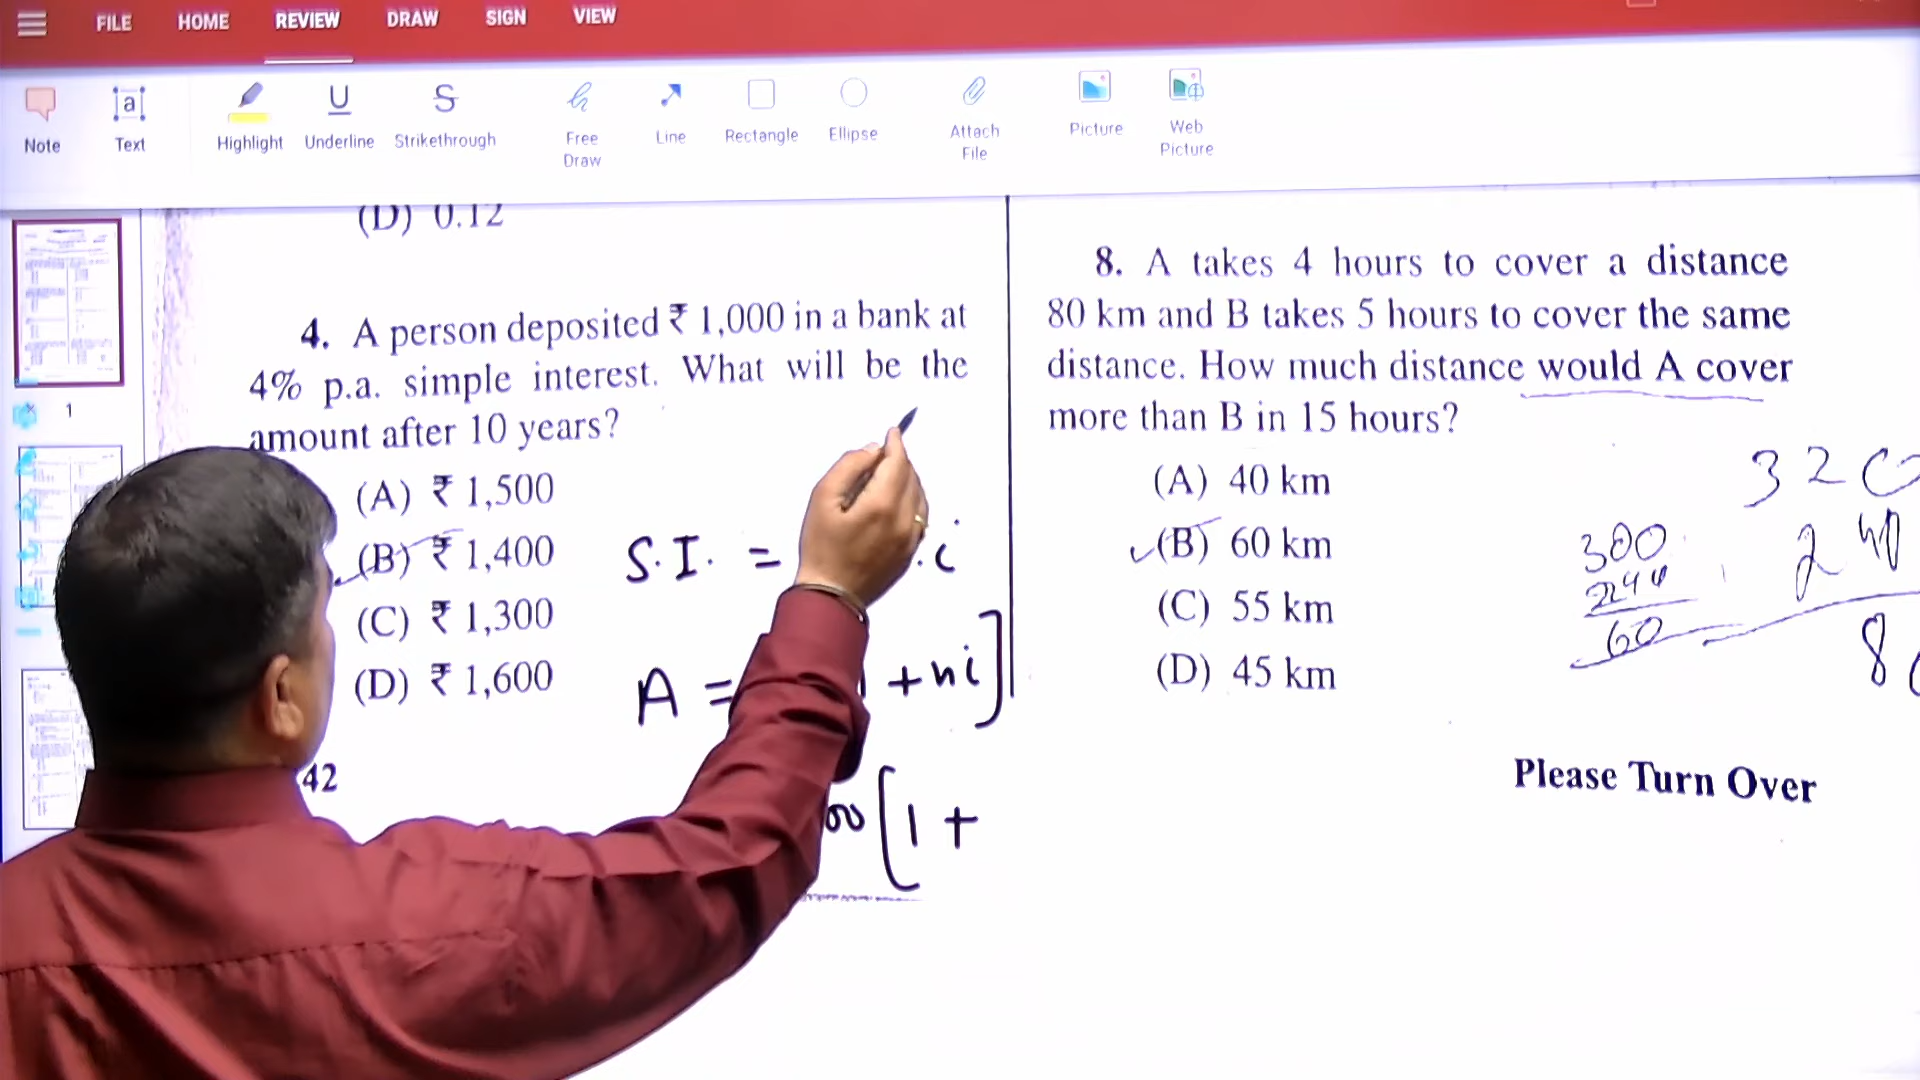 FILE HOME REVIEW DRAW SIGN VIEW
Note Text Highlight Underline Strikethrough Free Draw Line Rectangle Ellipse Attach File Picture Web Picture
(D) 0.12
4. A person deposited ₹ 1,000 in a bank at
4% p.a. simple interest. What will be the
amount after 10 years?
(A) ₹ 1,500
(B) ₹ 1,400
(C) ₹ 1,300
(D) ₹ 1,600
S.I. = . i
A = +ni]
[1 +
42
1
8. A takes 4 hours to cover a distance
80 km and B takes 5 hours to cover the same
distance. How much distance would A cover
more than B in 15 hours?
(A) 40 km
(B) 60 km
(C) 55 km
(D) 45 km
300
60
320
240
Please Turn Over